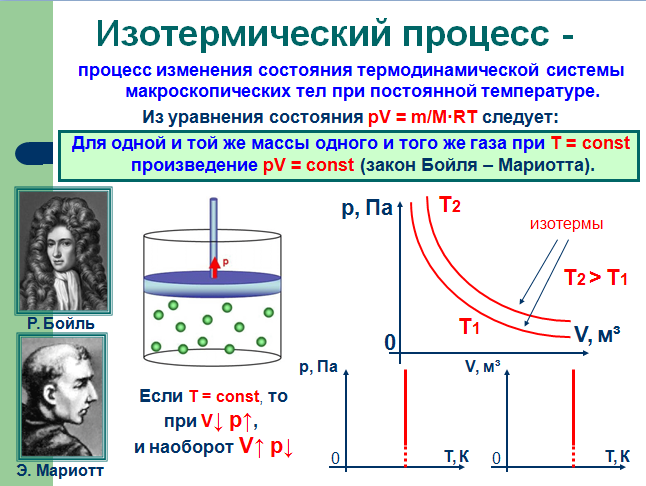 Изотермический процесс -
процесс изменения состояния термодинамической системы
макроскопических тел при постоянной температуре.
Из уравнения состояния pV = m/M·RT следует:
Для одной и той же массы одного и того же газа при T = const
произведение pV = const (закон Бойля – Мариотта).
Р. Бойль
Э. Мариотт
p
Если T = const, то
при V↓ p↑,
и наоборот V↑ p↓
p, Па
T2
изотермы
T2 > T1
T1
V, м³
0
p, Па
0
T, К
V, м³
0
T, К